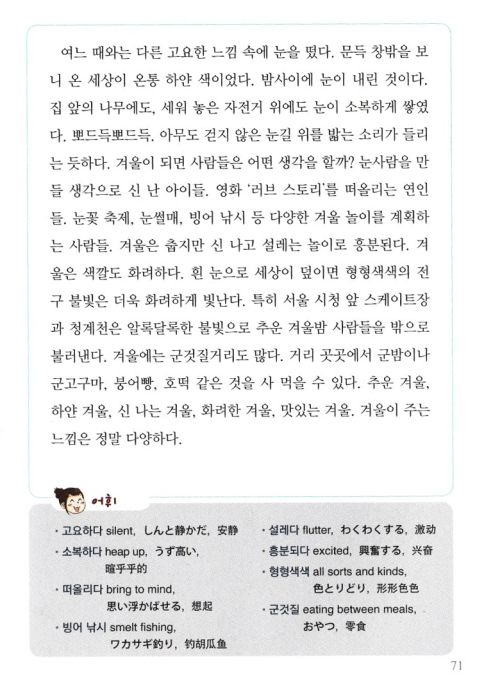 여느 때와는 다른 고요한 느낌 속에 눈을 떴다. 문득 창밖을 보
니 온 세상이 온통 하얀 색이었다. 밤사이에 눈이 내린 것이다.
집 앞의 나무에도, 세워 놓은 자전거 위에도 눈이 소복하게 쌓였
다. 뽀드득뽀드득. 아무도 걷지 않은 눈길 위를 밟는 소리가 들리
는 듯하다. 겨울이 되면 사람들은 어떤 생각을 할까? 눈사람을 만
들 생각으로 신 난 아이들. 영화 ‘러브 스토리’를 떠올리는 연인
들. 눈꽃 축제, 눈썰매, 빙어 낚시 등 다양한 겨울 놀이를 계획하
는 사람들. 겨울은 춥지만 신 나고 설레는 놀이로 흥분된다. 겨
울은 색깔도 화려하다. 흰 눈으로 세상이 덮이면 형형색색의 전
구 불빛은 더욱 화려하게 빛난다. 특히 서울 시청 앞 스케이트장
과 청계천은 알록달록한 불빛으로 추운 겨울밤 사람들을 밖으로
불러낸다. 겨울에는 군것질거리도 많다. 거리 곳곳에서 군밤이나
군고구마, 붕어빵, 호떡 같은 것을 사 먹을 수 있다. 추운 겨울,
하얀 겨울, 신 나는 겨울, 화려한 겨울, 맛있는 겨울. 겨울이 주는
느낌은 정말 다양하다.
어휘
· 고요하다 silent, しんと静かだ, 安静
· 소복하다 heap up, うず高い,
暄乎乎的
· 떠올리다 bring to mind,
思い浮かばせる, 想起
· 빙어 낚시 smelt fishing,
ワカサギ釣り, 钓胡瓜鱼
· 설레다 flutter, わくわくする, 激动
· 흥분되다 excited, 興奮する, 兴奋
· 형형색색 all sorts and kinds,
色とりどり, 形形色色
· 군것질 eating between meals,
おやつ, 零食
71